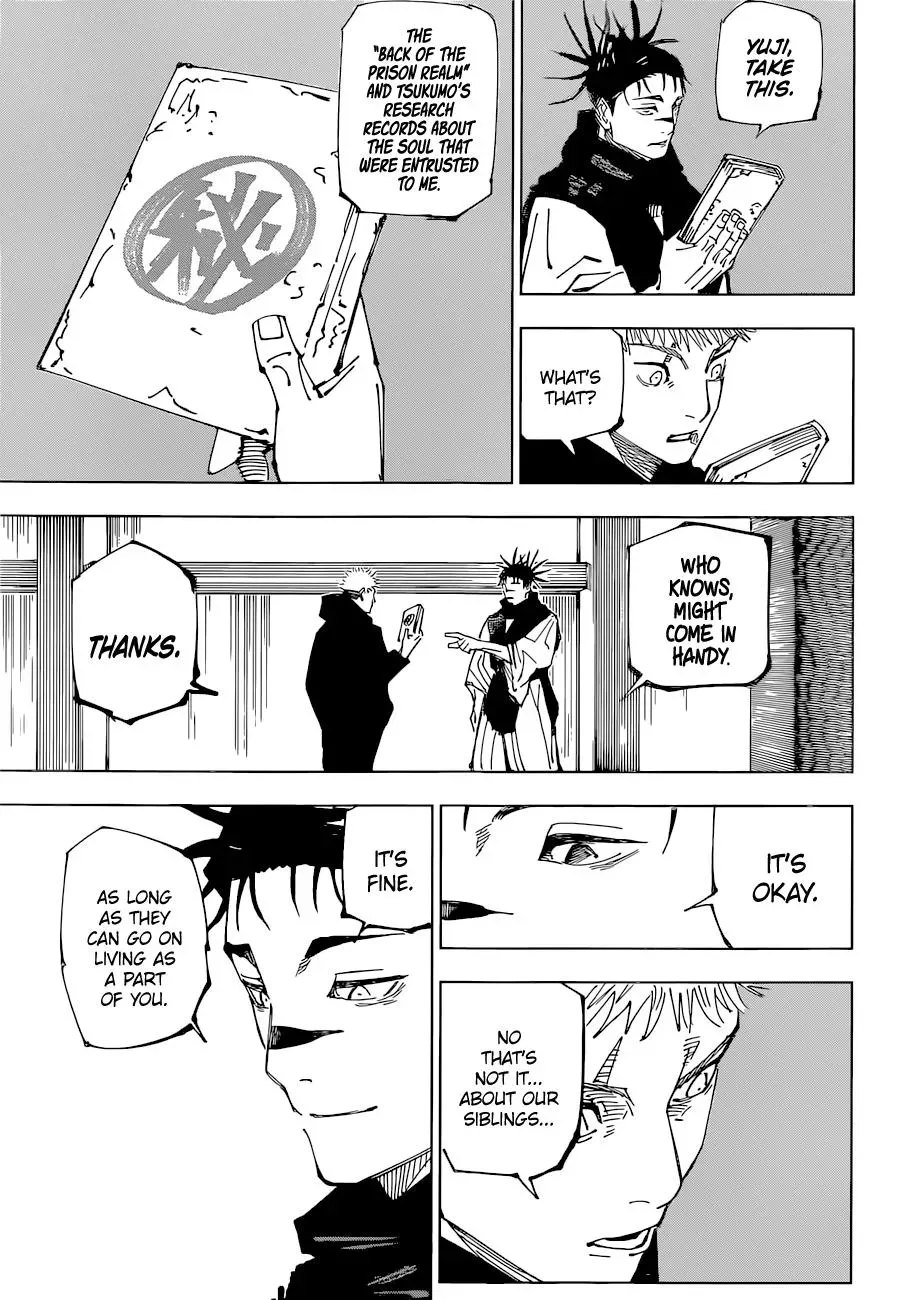 YUJI,
TAKE
THIS.
WHAT'S
THAT?
THE
"BACK OF THE
PRISON REALM"
AND TSUKUMO'S
RESEARCH
RECORDS ABOUT
THE SOUL THAT
WERE ENTRUSTED
TO ME.
秘
WHO
KNOWS,
MIGHT
COME IN
HANDY.
THANKS.
IT'S
OKAY.
NO
THAT'S
NOT IT...
ABOUT OUR
SIBLINGS...
IT'S
FINE.
AS LONG
AS THEY
CAN GO ON
LIVING AS
A PART
OF YOU.